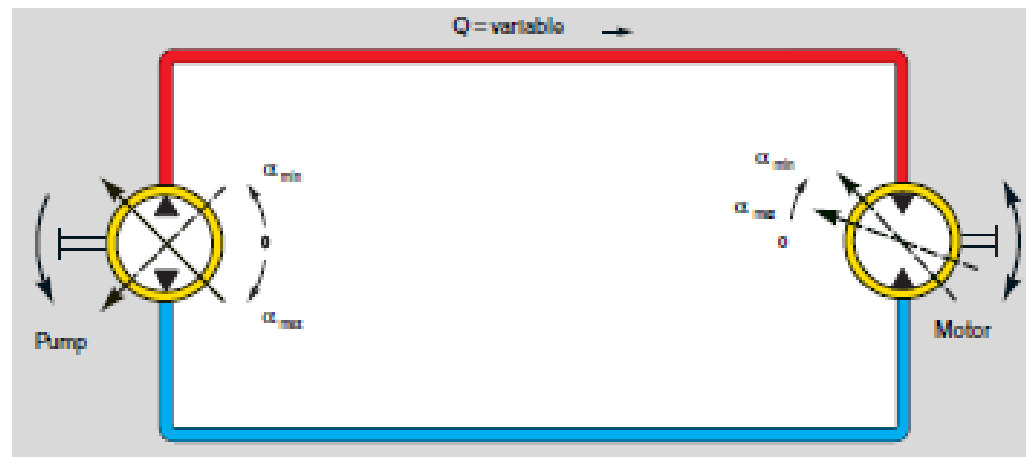 Q = variable
α min
0
α max
Pump
α min
α max
0
Motor